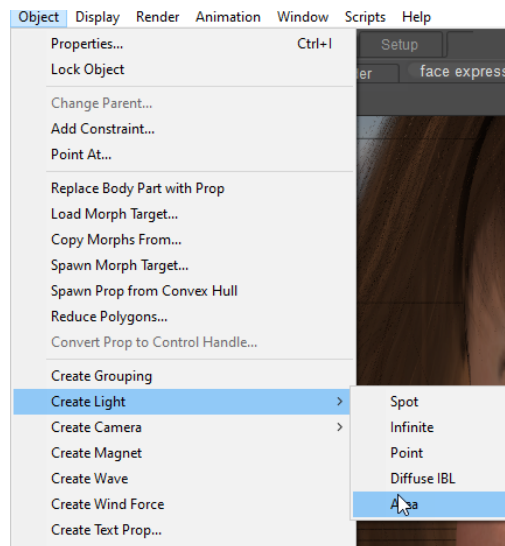 Object Display Render Animation Window Scripts Help
Properties... Ctrl+I
Setup
Lock Object
face express
Change Parent...
Add Constraint...
Point At...
Replace Body Part with Prop
Load Morph Target...
Copy Morphs From...
Spawn Morph Target...
Spawn Prop from Convex Hull
Reduce Polygons...
Convert Prop to Control Handle...
Create Grouping
Create Light >
Spot
Create Camera >
Infinite
Create Magnet
Point
Create Wave
Diffuse IBL
Create Wind Force
Area
Create Text Prop...